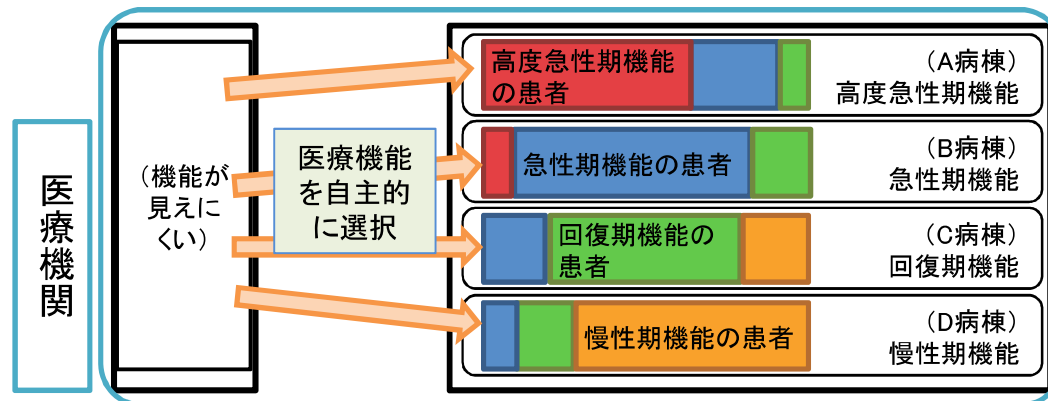 医療機関
（機能が
見えに
くい）
医療機能
を自主的
に選択
高度急性期機能
の患者
（A病棟）
高度急性期機能
急性期機能の患者
（B病棟）
急性期機能
回復期機能の
患者
（C病棟）
回復期機能
慢性期機能の患者
（D病棟）
慢性期機能